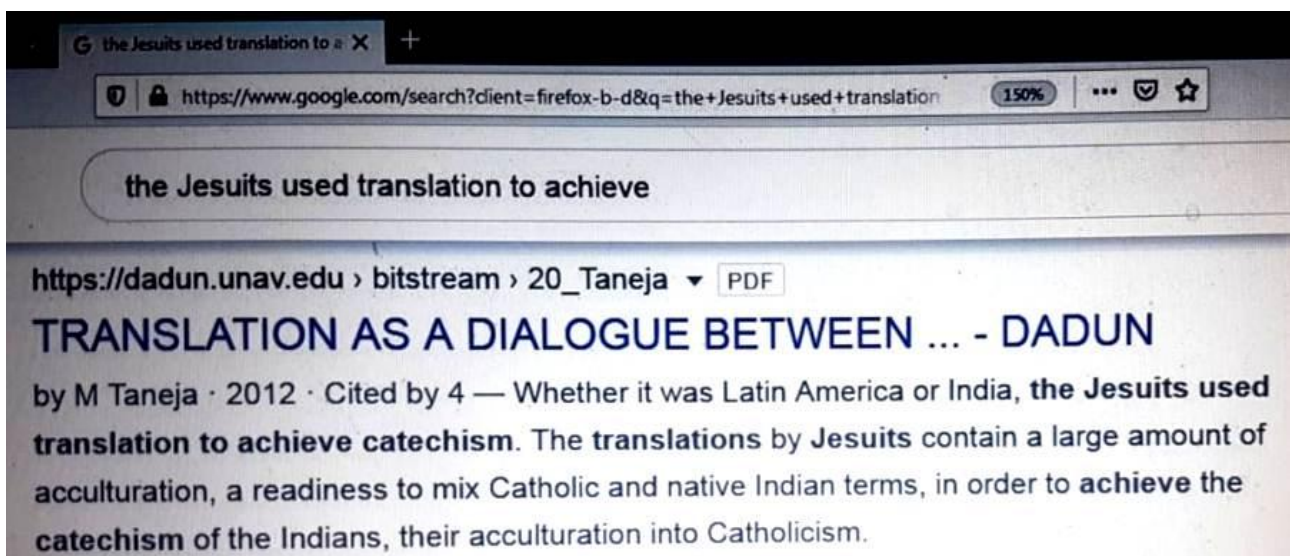 G the Jesuits used translation to a X +
https://www.google.com/search?client=firefox-b-d&q=the+Jesuits+used+translation 150% ...
the Jesuits used translation to achieve
https://dadun.unav.edu › bitstream › 20_Taneja ▾ PDF
TRANSLATION AS A DIALOGUE BETWEEN ... - DADUN
by M Taneja · 2012 · Cited by 4 — Whether it was Latin America or India, the Jesuits used
translation to achieve catechism. The translations by Jesuits contain a large amount of
acculturation, a readiness to mix Catholic and native Indian terms, in order to achieve the
catechism of the Indians, their acculturation into Catholicism.